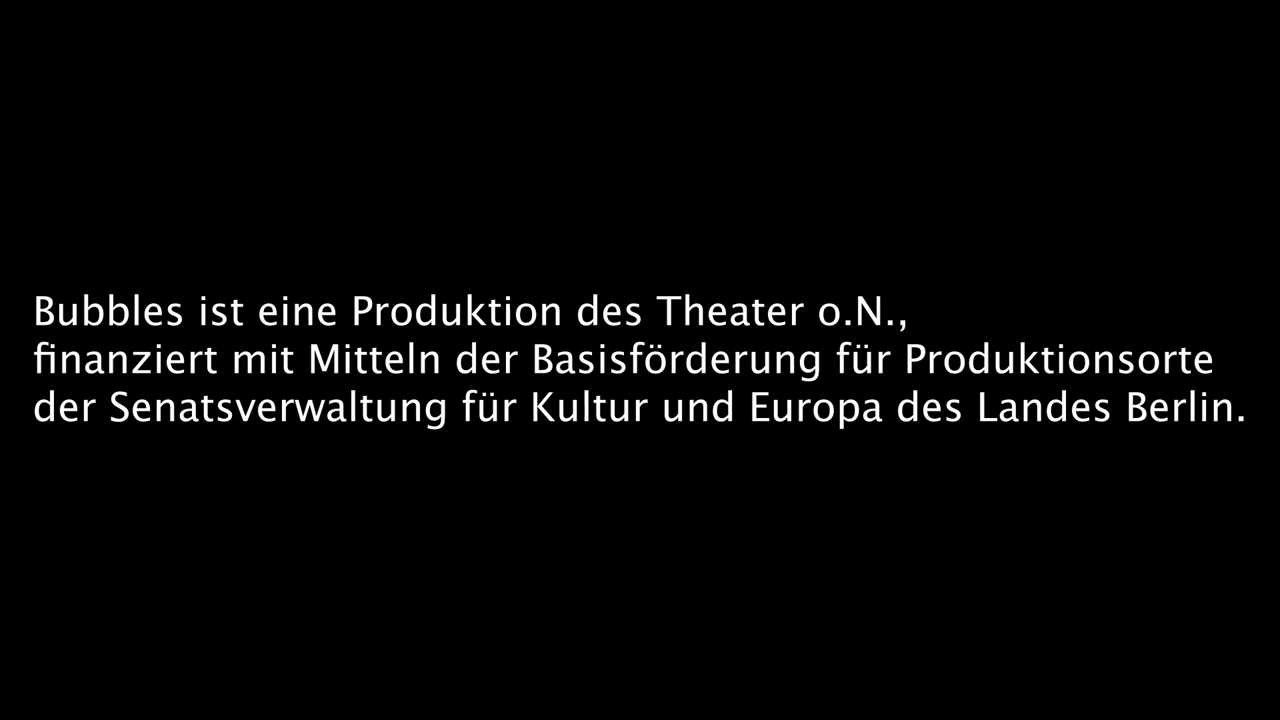 Bubbles ist eine Produktion des Theater o.N.,
finanziert mit Mitteln der Basisförderung für Produktionsorte
der Senatsverwaltung für Kultur und Europa des Landes Berlin.